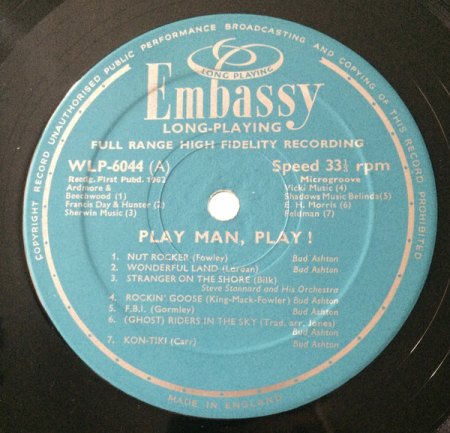 COPYRIGHT RECORD UNAUTHORISED PUBLIC PERFORMANCE BROADCASTING AND COPYING OF THIS RECORD PROHIBITED
LONG PLAYING
Embassy
LONG-PLAYING
FULL RANGE HIGH FIDELITY RECORDING
WLP-6044 (A)
Speed 33⅓ rpm
Recdg. First Pubd. 1962
Ardmore &
Beechwood (1)
Francis Day & Hunter (2)
Sherwin Music (3)
Microgroove
Vicki Music (4)
Shadows Music Belinda(5)
E. H. Morris (6)
Feldman (7)
PLAY MAN, PLAY !
1. NUT ROCKER (Fowley) Bud Ashton
2. WONDERFUL LAND (Lordan) Bud Ashton
3. STRANGER ON THE SHORE (Bilk)
Steve Stannard and His Orchestra
4. ROCKIN' GOOSE (King-Mack-Fowler) Bud Ashton
5. F.B.I. (Gormley) Bud Ashton
6. (GHOST) RIDERS IN THE SKY (Trad. arr. Jones)
Bud Ashton
7. KON-TIKI (Carr) Bud Ashton
MADE IN ENGLAND